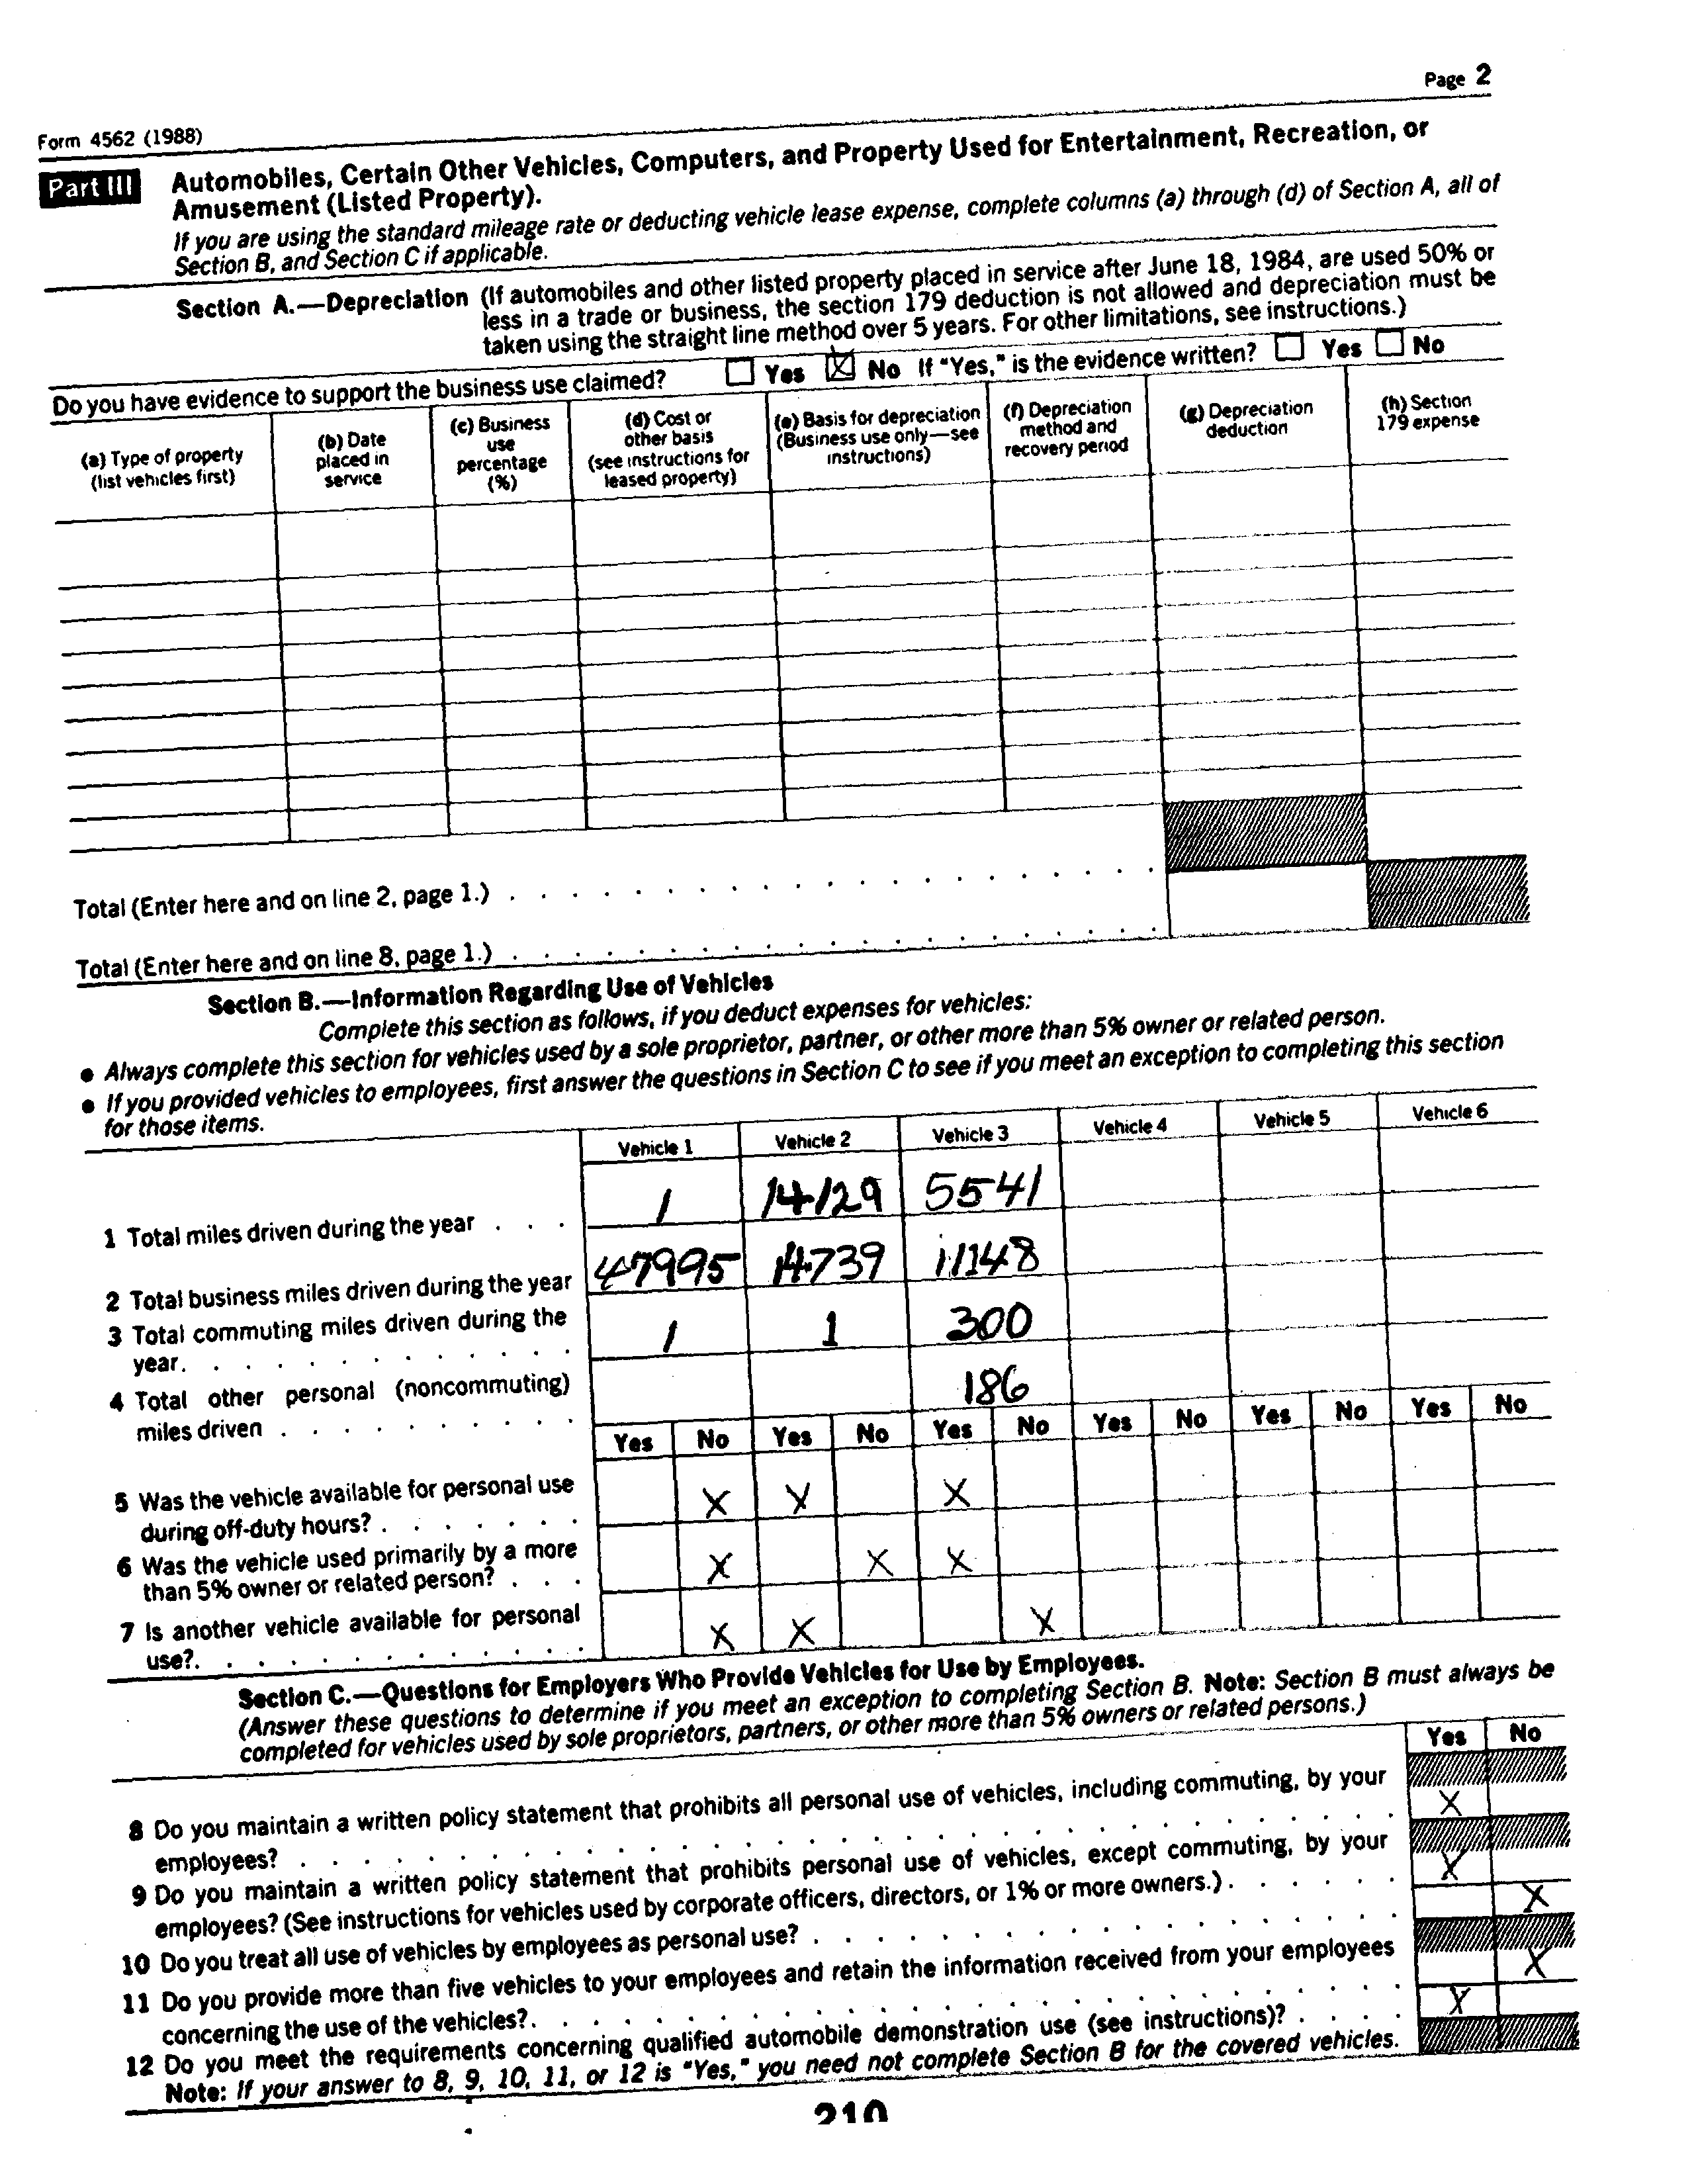 Page 2
Form 4562 (1988)
Part III Automobiles, Certain Other Vehicles, Computers, and Property Used for Entertainment, Recreation, or
Amusement (Listed Property).
If you are using the standard mileage rate or deducting vehicle lease expense, complete columns (a) through (d) of Section A, all of
Section B, and Section C if applicable.
Section A.—Depreciation (If automobiles and other listed property placed in service after June 18, 1984, are used 50% or
less in a trade or business, the section 179 deduction is not allowed and depreciation must be
taken using the straight line method over 5 years. For other limitations, see instructions.)
Do you have evidence to support the business use claimed? Yes X No If "Yes," is the evidence written? Yes No
(a) Type of property
(list vehicles first)
(b) Date
placed in
service
(c) Business
use
percentage
(%)
(d) Cost or
other basis
(see instructions for
leased property)
(e) Basis for depreciation
(Business use only—see
instructions)
(f) Depreciation
method and
recovery period
(g) Depreciation
deduction
(h) Section
179 expense
Total (Enter here and on line 2, page 1.) . . . . . . . . . . . . . . . . . . . . .
Total (Enter here and on line 8, page 1.) . . . . . . . . . . . . . . . . . . . . .
Section B.—Information Regarding Use of Vehicles
Complete this section as follows, if you deduct expenses for vehicles:
● Always complete this section for vehicles used by a sole proprietor, partner, or other more than 5% owner or related person.
● If you provided vehicles to employees, first answer the questions in Section C to see if you meet an exception to completing this section
for those items.
Vehicle 1 Vehicle 2 Vehicle 3 Vehicle 4 Vehicle 5 Vehicle 6
1 Total miles driven during the year . . . 1 14129 5541
2 Total business miles driven during the year 47995 14739 11148
3 Total commuting miles driven during the
year. . . . . . . . . . . . . 1 1 300
4 Total other personal (noncommuting)
miles driven . . . . . . . . . 186
Yes No Yes No Yes No Yes No Yes No Yes No
5 Was the vehicle available for personal use
during off-duty hours? . . . . . . . X X X
6 Was the vehicle used primarily by a more
than 5% owner or related person? . . . X X X
7 Is another vehicle available for personal
use?. . . . . . . . . . . . . X X X
Section C.—Questions for Employers Who Provide Vehicles for Use by Employees.
(Answer these questions to determine if you meet an exception to completing Section B. Note: Section B must always be
completed for vehicles used by sole proprietors, partners, or other more than 5% owners or related persons.)
Yes No
8 Do you maintain a written policy statement that prohibits all personal use of vehicles, including commuting, by your
employees? . . . . . . . . . . . . . . . . . . . . . . . . . . . . . . . . . . . X
9 Do you maintain a written policy statement that prohibits personal use of vehicles, except commuting, by your
employees? (See instructions for vehicles used by corporate officers, directors, or 1% or more owners.) . . . . . . X
10 Do you treat all use of vehicles by employees as personal use? . . . . . . . . . . . . . . . . . . . X
11 Do you provide more than five vehicles to your employees and retain the information received from your employees
concerning the use of the vehicles?. . . . . . . . . . . . . . . . . . . . . . . . . . . . X
12 Do you meet the requirements concerning qualified automobile demonstration use (see instructions)? . . . . X
Note: If your answer to 8, 9, 10, 11, or 12 is "Yes," you need not complete Section B for the covered vehicles.
210